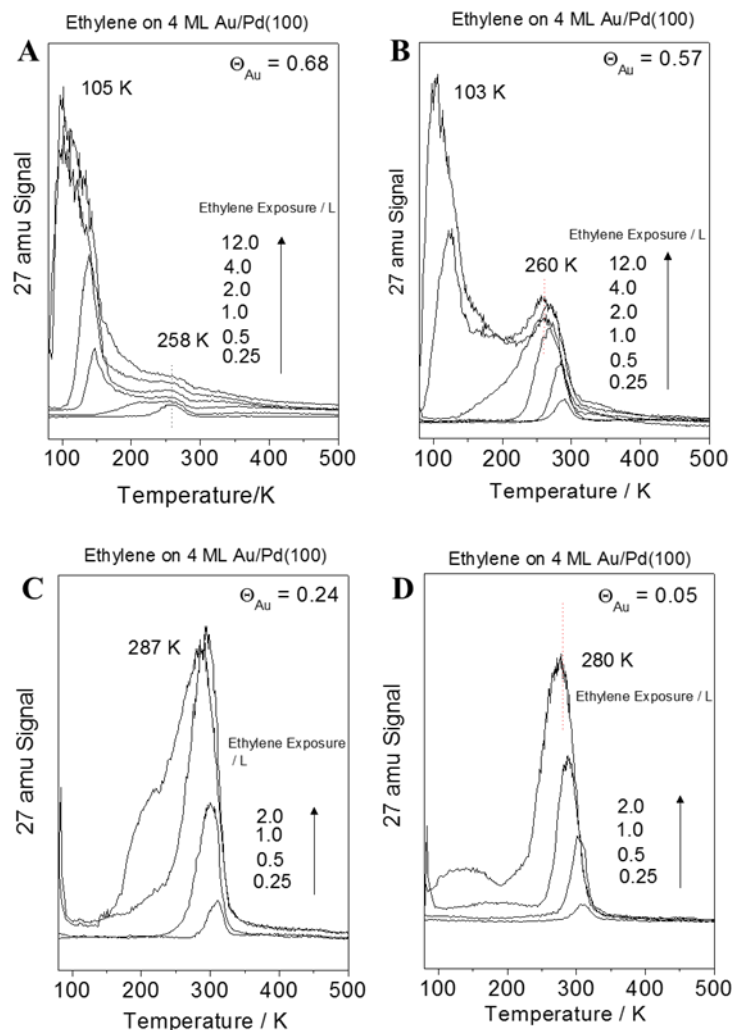 Ethylene on 4 ML Au/Pd(100)
A
Θ_Au = 0.68
105 K
27 amu Signal
Ethylene Exposure / L
12.0
4.0
2.0
1.0
0.5
0.25
258 K
100 200 300 400 500
Temperature/K
Ethylene on 4 ML Au/Pd(100)
B
Θ_Au = 0.57
103 K
27 amu Signal
Ethylene Exposure / L
260 K
12.0
4.0
2.0
1.0
0.5
0.25
100 200 300 400 500
Temperature / K
Ethylene on 4 ML Au/Pd(100)
C
Θ_Au = 0.24
287 K
27 amu Signal
Ethylene Exposure
/ L
2.0
1.0
0.5
0.25
100 200 300 400 500
Temperature / K
Ethylene on 4 ML Au/Pd(100)
D
Θ_Au = 0.05
280 K
27 amu Signal
Ethylene Exposure / L
2.0
1.0
0.5
0.25
100 200 300 400 500
Temperature / K